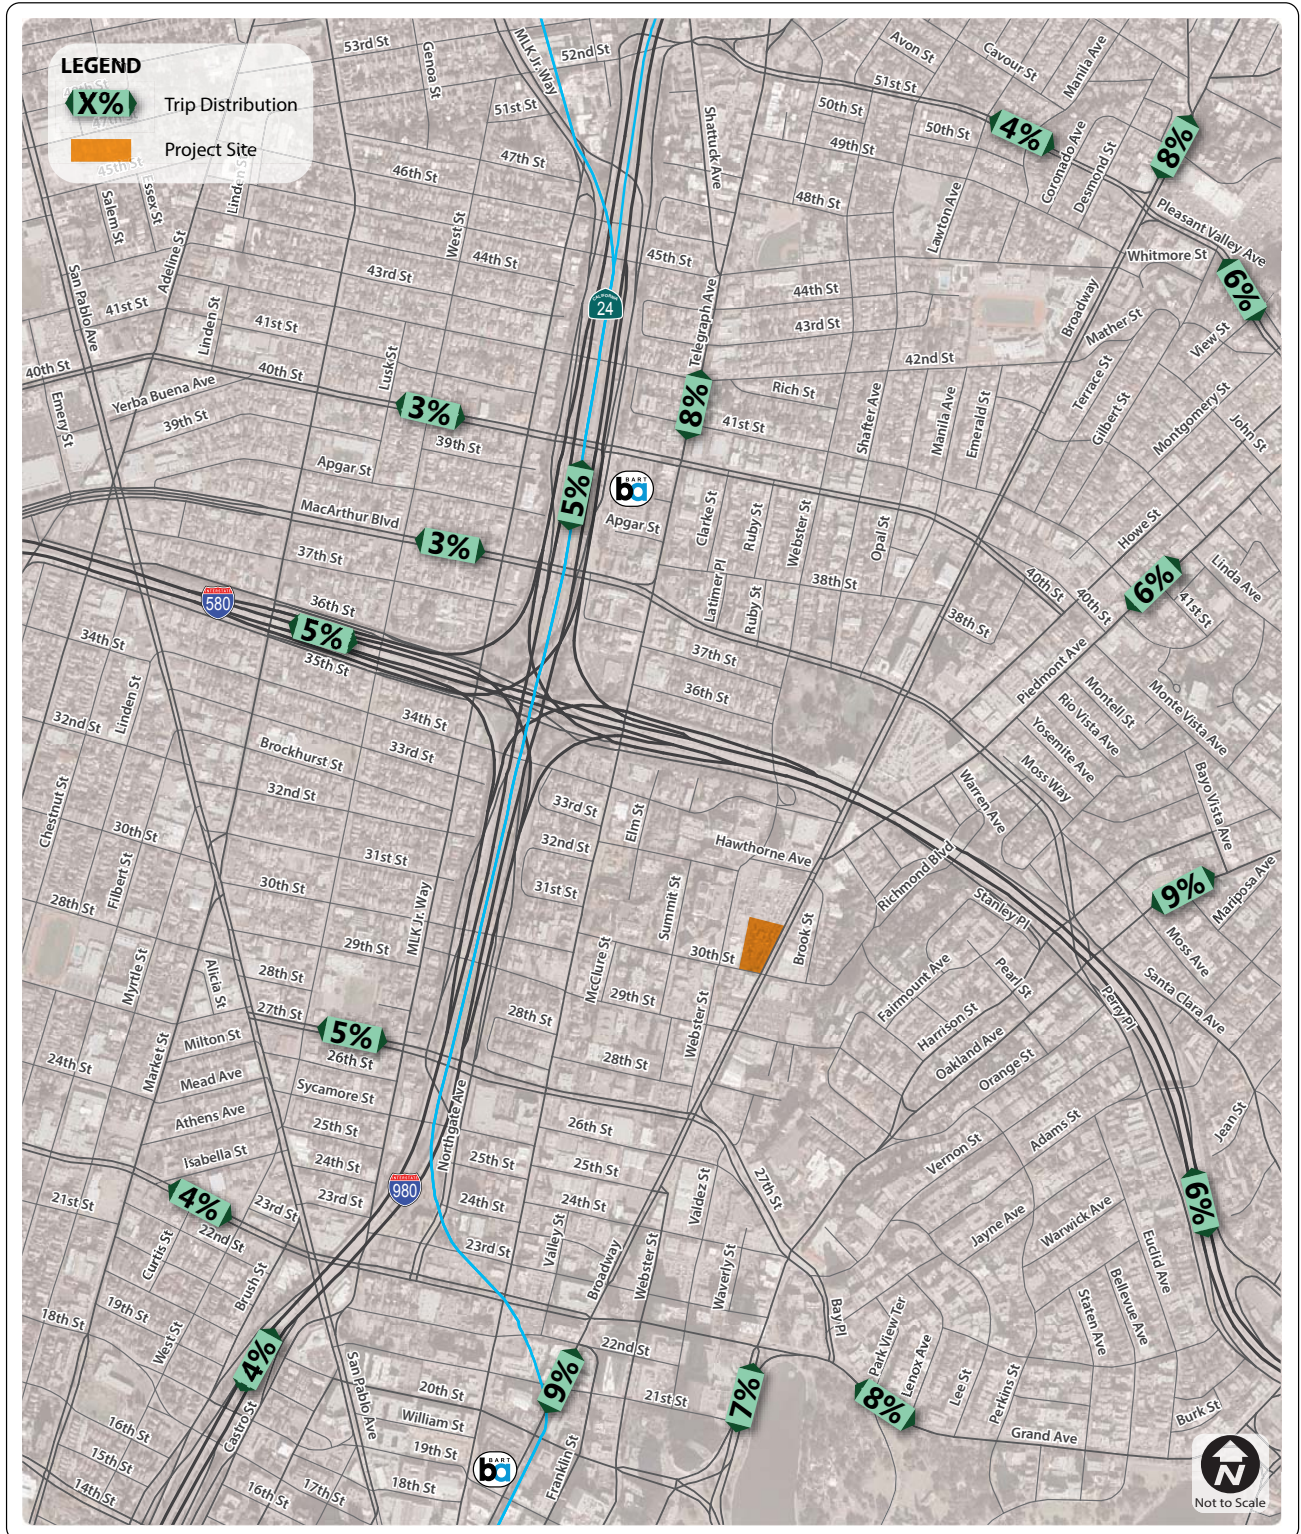 LEGEND
X% Trip Distribution
Project Site
53rd St
Genoa St
MLK Jr. Way
52nd St
51st St
Avon St
Cavour St
Manila Ave
51st St
50th St
50th St
49th St
4%
8%
Shattuck Ave
Coronado Ave
Desmond St
47th St
46th St
45th St
Linden St
Essex St
Salem St
Adeline St
West St
44th St
48th St
Lawton Ave
Pleasant Valley Ave
Whitmore St
6%
San Pablo Ave
43rd St
45th St
44th St
43rd St
CALIFORNIA
24
Telegraph Ave
Broadway
Mather St
View St
41st St
Linden St
41st St
42nd St
40th St
40th St
Lusk St
Yerba Buena Ave
Emery St
39th St
3%
39th St
8%
Rich St
41st St
Shafter Ave
Manila Ave
Emerald St
Terrace St
Gilbert St
Montgomery St
John St
Apgar St
5%
BART
ba
Apgar St
MacArthur Blvd
3%
37th St
Clarke St
Ruby St
Webster St
Opal St
Howe St
Linda Ave
INTERSTATE
580
36th St
5%
35th St
Latimer Pl
Ruby St
38th St
38th St
40th St
40th St
6%
41st St
34th St
Linden St
37th St
36th St
Piedmont Ave
Montell St
Rio Vista Ave
Yosemite Ave
Monte Vista Ave
Moss Way
32nd St
34th St
33rd St
Brockhurst St
32nd St
Chestnut St
30th St
Filbert St
31st St
30th St
MLK Jr. Way
33rd St
32nd St
31st St
Elm St
Hawthorne Ave
Summit St
Warren Ave
Bayo Vista Ave
Richmond Blvd
Stanley Pl
9%
Mariposa Ave
28th St
29th St
28th St
Myrtle St
Alicia St
McClure St
30th St
29th St
Brook St
Webster St
Fairmount Ave
Pearl St
Moss Ave
Santa Clara Ave
Perry Pl
27th St
5%
26th St
28th St
28th St
Harrison St
Oakland Ave
Orange St
Market St
Milton St
Mead Ave
Athens Ave
Isabella St
24th St
Sycamore St
25th St
24th St
23rd St
Northgate Ave
26th St
25th St
25th St
24th St
24th St
Vernon St
Adams St
Jean St
21st St
4%
23rd St
22nd St
INTERSTATE
980
23rd St
Valley St
Broadway
Webster St
Valdez St
27th St
Waverly St
Jayne Ave
Warwick Ave
6%
Euclid Ave
Curtis St
Brush St
19th St
18th St
West St
4%
22nd St
Bay Pl
Park View Ter
Lenox Ave
Bellevue Ave
Staten Ave
San Pablo Ave
20th St
William St
19th St
18th St
9%
21st St
7%
8%
Lee St
Perkins St
Grand Ave
Burk St
Castro St
16th St
15th St
14th St
16th St
17th St
BART
ba
Franklin St
N
Not to Scale